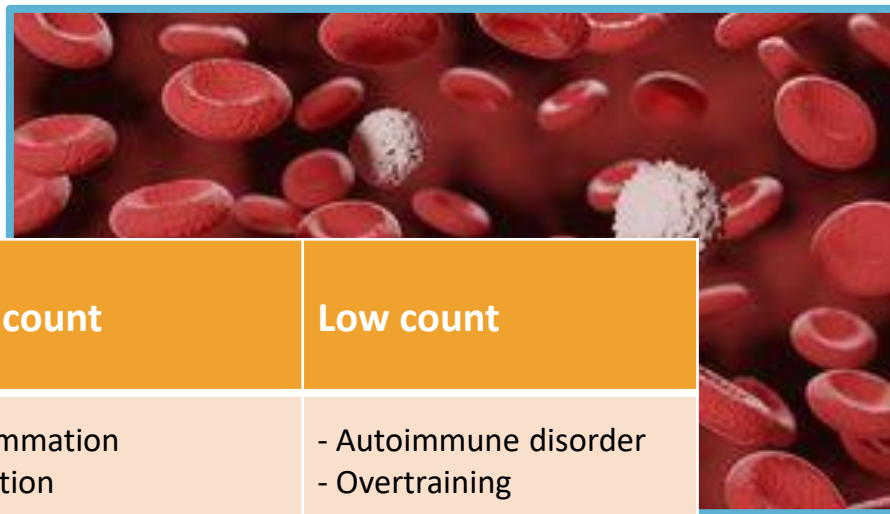 count
Low count
mmation
- Autoimmune disorder
tion
- Overtraining